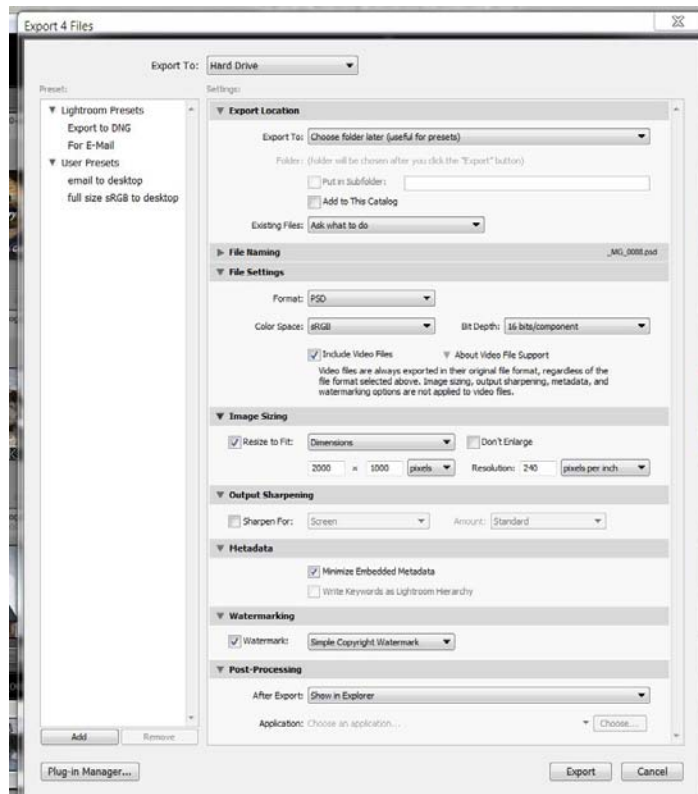 Export 4 Files
Export To: Hard Drive
Preset:
Lightroom Presets
Export to DNG
For E-Mail
User Presets
email to desktop
full size sRGB to desktop
Add Remove
Settings:
Export Location
Export To: Choose folder later (useful for presets)
Folder: (folder will be chosen after you click the "Export" button)
Put in Subfolder:
Add to This Catalog
Existing Files: Ask what to do
File Naming _MG_0088.psd
File Settings
Format: PSD
Color Space: sRGB Bit Depth: 16 bits/component
Include Video Files About Video File Support
Video files are always exported in their original file format, regardless of the
file format selected above. Image sizing, output sharpening, metadata, and
watermarking options are not applied to video files.
Image Sizing
Resize to Fit: Dimensions Don't Enlarge
2000 x 1000 pixels Resolution: 240 pixels per inch
Output Sharpening
Sharpen For: Screen Amount: Standard
Metadata
Minimize Embedded Metadata
Write Keywords as Lightroom Hierarchy
Watermarking
Watermark: Simple Copyright Watermark
Post-Processing
After Export: Show in Explorer
Application: Choose an application... Choose...
Plug-in Manager... Export Cancel